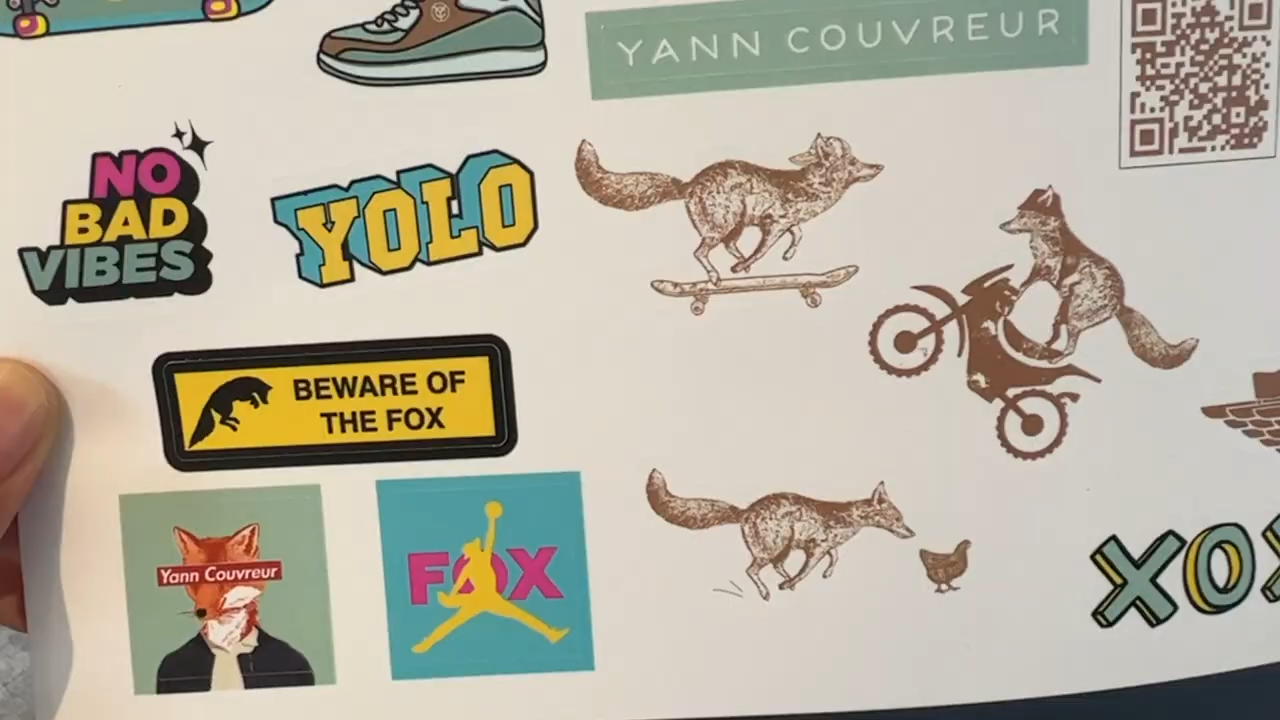 YANN COUVREUR
NO
BAD
VIBES
YOLO
BEWARE OF
THE FOX
Yann Couvreur
FOX